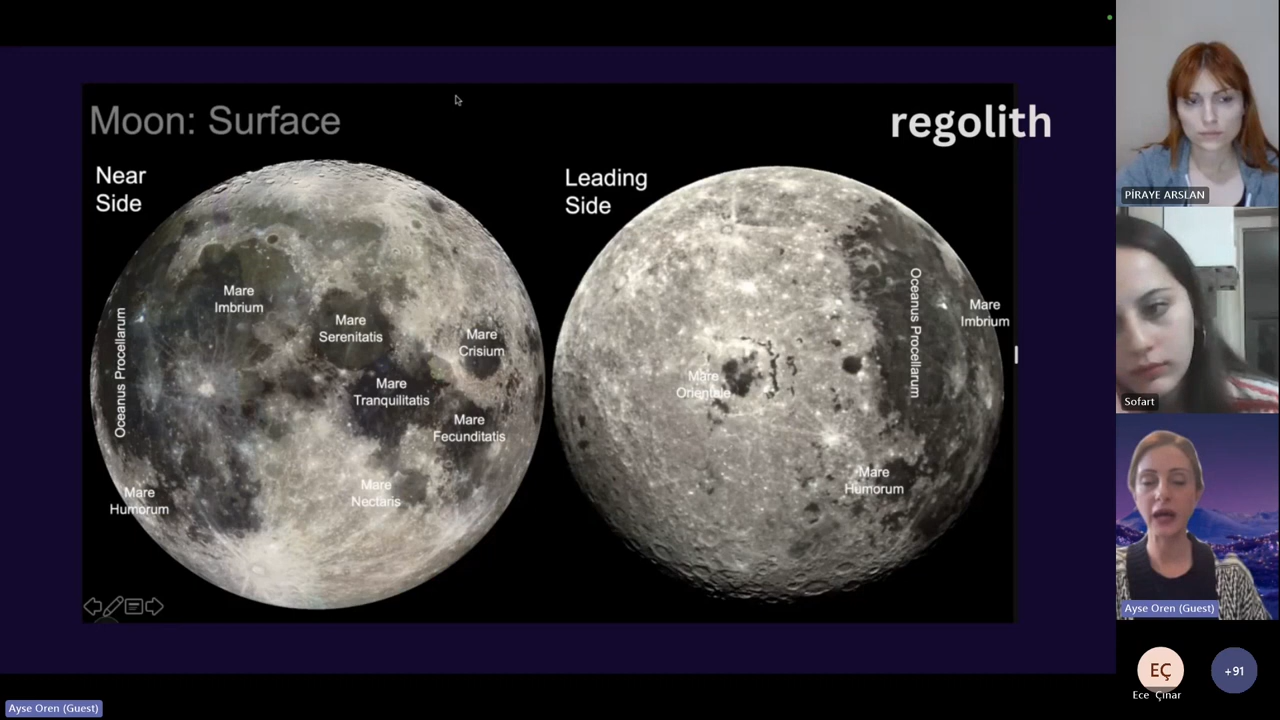 Moon: Surface
regolith
Near
Side
Mare
Imbrium
Mare
Serenitatis
Mare
Crisium
Oceanus Procellarum
Mare
Tranquilitatis
Mare
Fecunditatis
Mare
Nectaris
Mare
Humorum
Leading
Side
Oceanus Procellarum
Mare
Imbrium
Mare
Orientale
Mare
Humorum
PİRAYE ARSLAN
Sofart
Ayse Oren (Guest)
EÇ
Ece Çınar
+91
Ayse Oren (Guest)